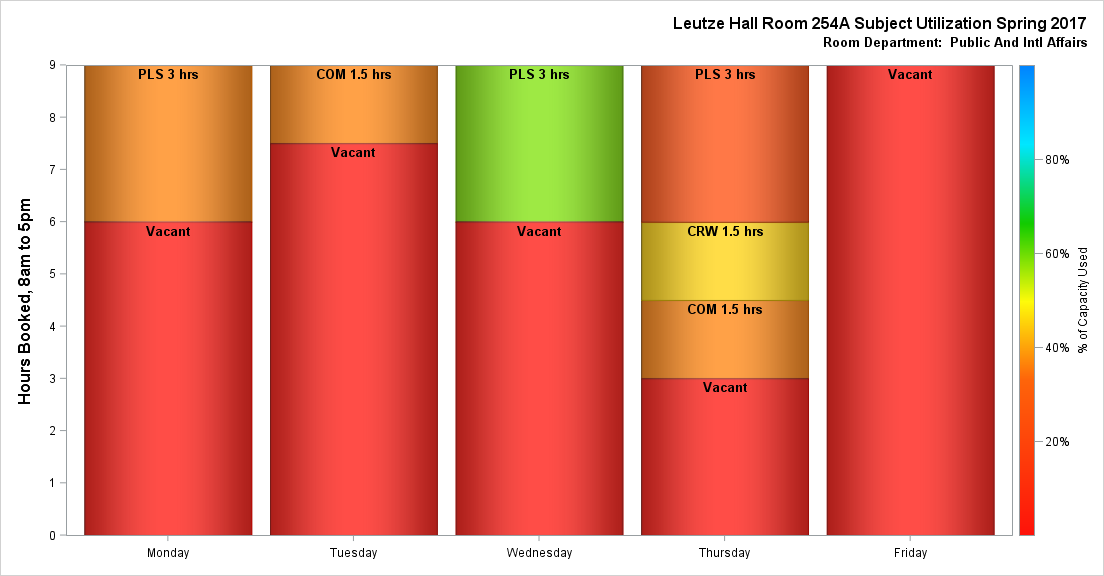 Leutze Hall Room 254A Subject Utilization Spring 2017
Room Department: Public And Intl Affairs
Hours Booked, 8am to 5pm
9
8
7
6
5
4
3
2
1
0
PLS 3 hrs
Vacant
COM 1.5 hrs
Vacant
PLS 3 hrs
Vacant
PLS 3 hrs
CRW 1.5 hrs
COM 1.5 hrs
Vacant
Vacant
Monday
Tuesday
Wednesday
Thursday
Friday
80%
60%
40%
20%
% of Capacity Used